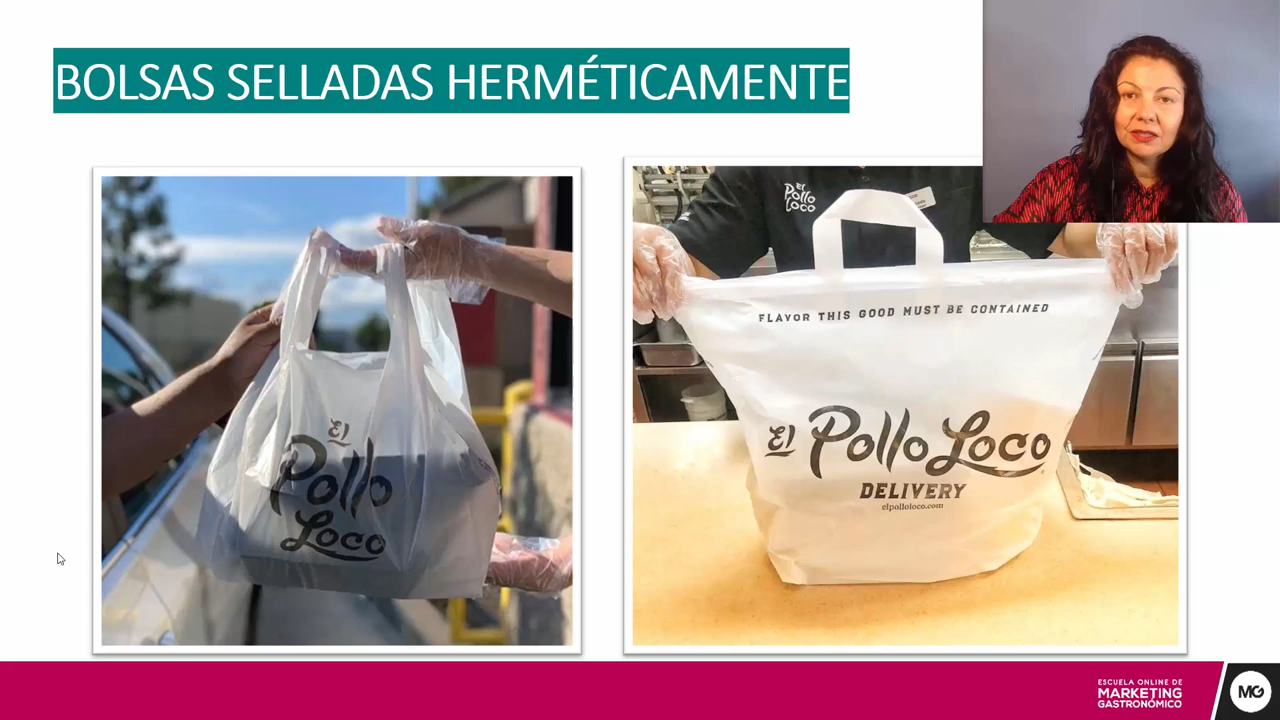 BOLSAS SELLADAS HERMÉTICAMENTE
El
Pollo
Loco
El
Pollo
Loco
FLAVOR THIS GOOD MUST BE CONTAINED
El Pollo Loco
DELIVERY
elpolloloco.com
ESCUELA ONLINE DE
MARKETING
GASTRONÓMICO
MG